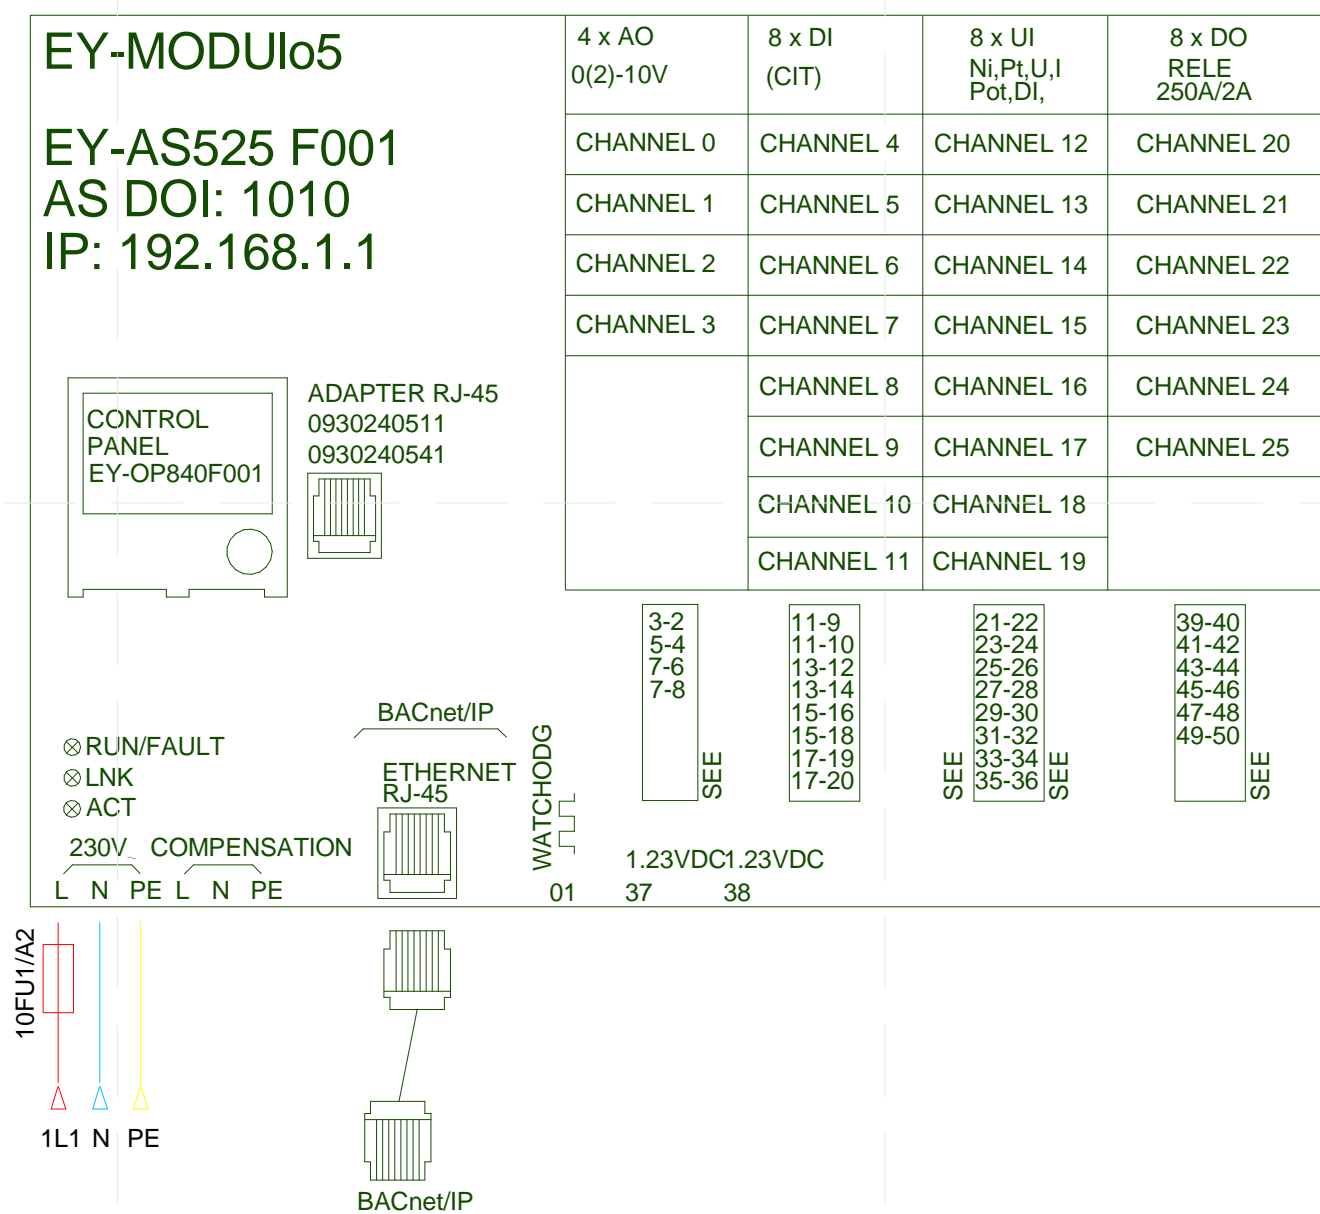 EY-MODUlo5
EY-AS525 F001
AS DOI: 1010
IP: 192.168.1.1
4 x AO
0(2)-10V
8 x DI
(CIT)
8 x UI
Ni,Pt,U,I
Pot,DI,
8 x DO
RELE
250A/2A
CHANNEL 0 CHANNEL 4 CHANNEL 12 CHANNEL 20
CHANNEL 1 CHANNEL 5 CHANNEL 13 CHANNEL 21
CHANNEL 2 CHANNEL 6 CHANNEL 14 CHANNEL 22
CHANNEL 3 CHANNEL 7 CHANNEL 15 CHANNEL 23
CHANNEL 8 CHANNEL 16 CHANNEL 24
CHANNEL 9 CHANNEL 17 CHANNEL 25
CHANNEL 10 CHANNEL 18
CHANNEL 11 CHANNEL 19
CONTROL
PANEL
EY-OP840F001
ADAPTER RJ-45
0930240511
0930240541
3-2
5-4
7-6
7-8
SEE
11-9
11-10
13-12
13-14
15-16
15-18
17-19
17-20
SEE
21-22
23-24
25-26
27-28
29-30
31-32
33-34
35-36
SEE
39-40
41-42
43-44
45-46
47-48
49-50
SEE
RUN/FAULT
LNK
ACT
BACnet/IP
ETHERNET
RJ-45
WATCHODG
230V~ COMPENSATION
L N PE L N PE
1.23VDC 1.23VDC
01 37 38
10FU1/A2
1L1 N PE
BACnet/IP